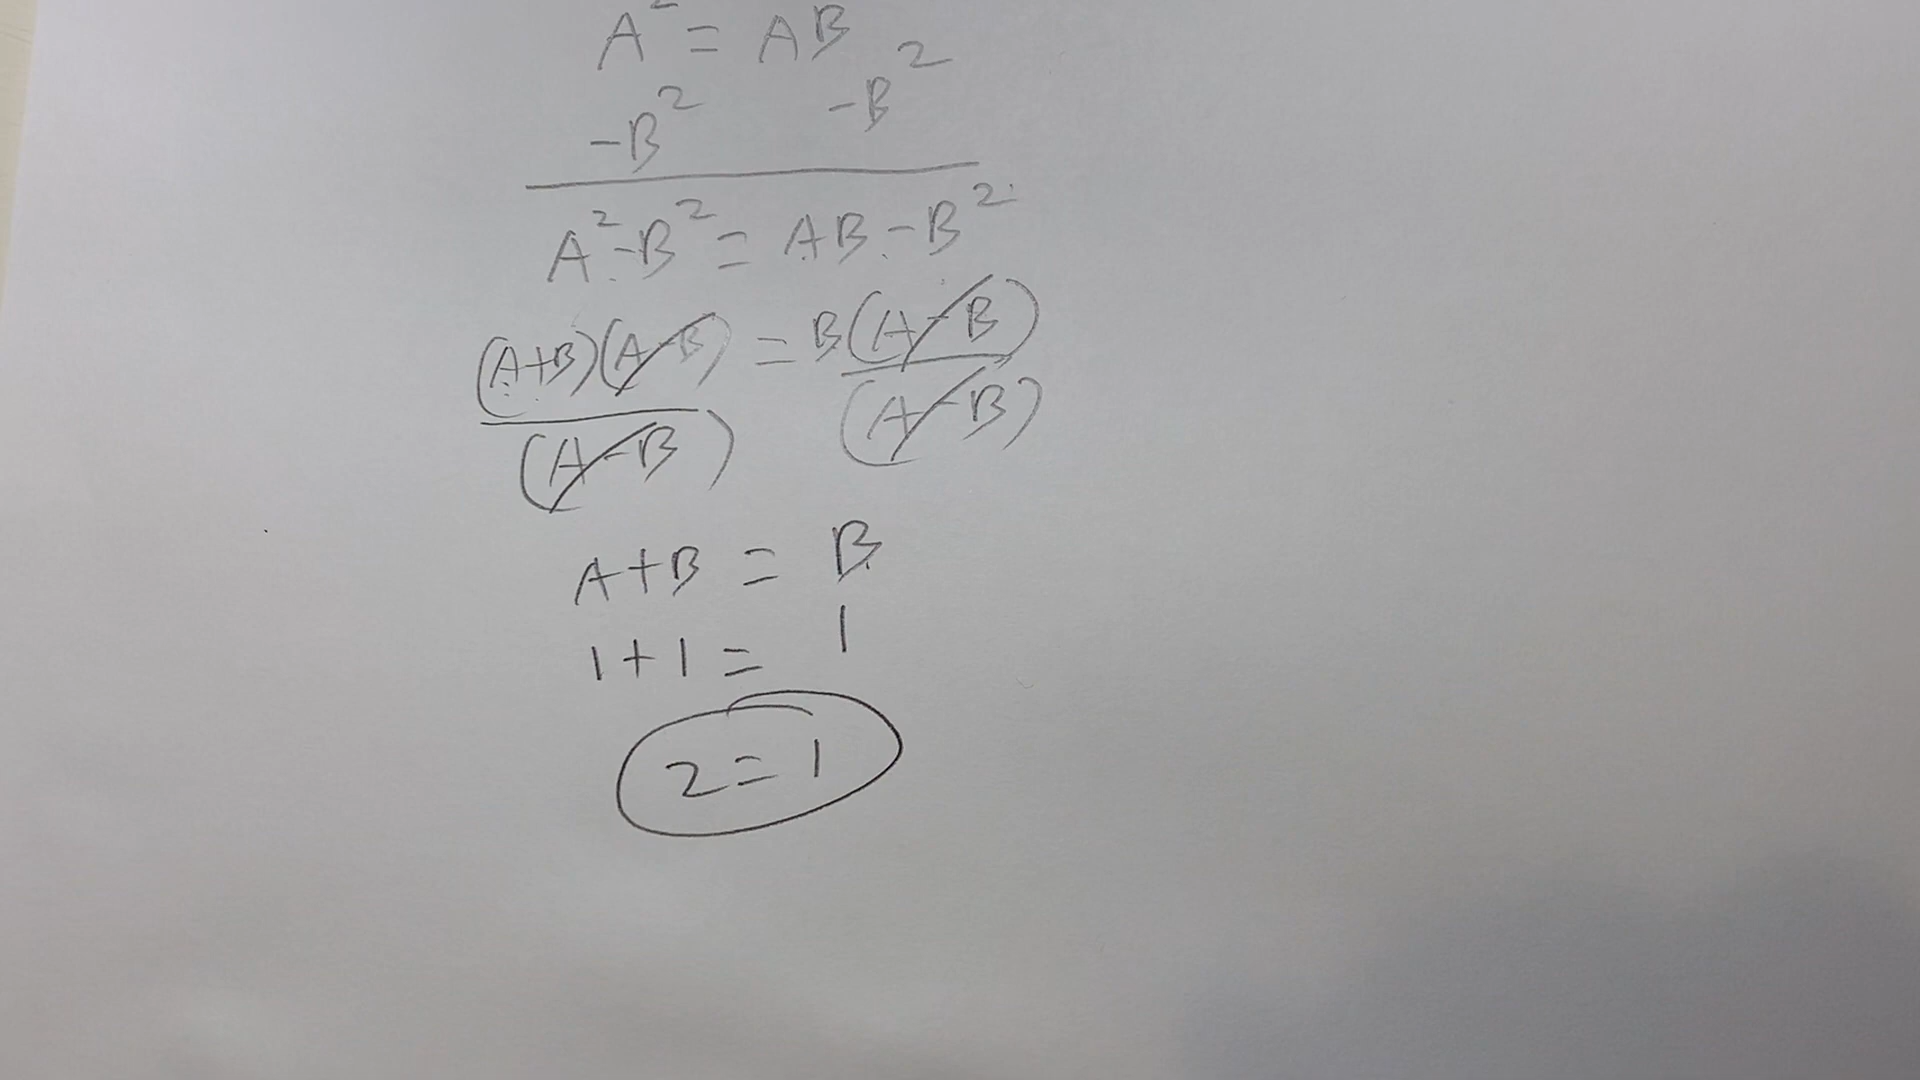 A² = AB
-B² -B²
A²-B² = AB-B²
(A+B)(A-B) = B(A-B)
(A-B) (A-B)
A+B = B
1+1 = 1
2=1